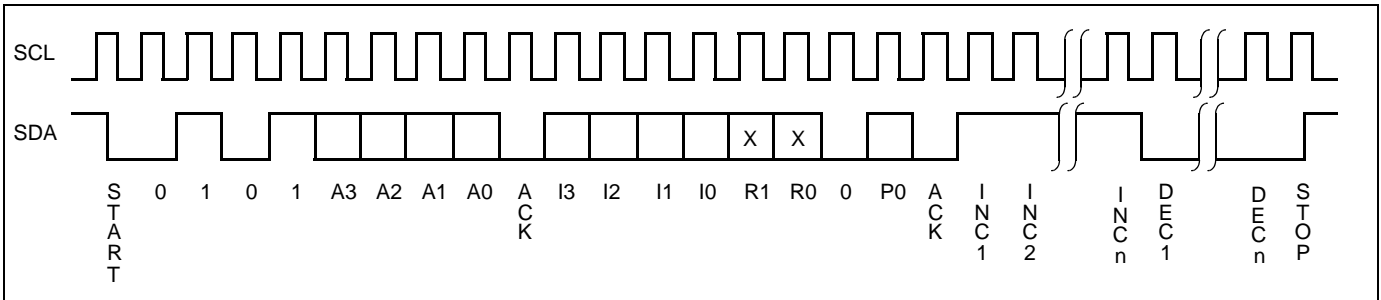 SCL
SDA
X X
START 0 1 0 1 A3 A2 A1 A0 ACK I3 I2 I1 I0 R1 R0 0 P0 ACK INC1 INC2 INCn DEC1 DECn STOP